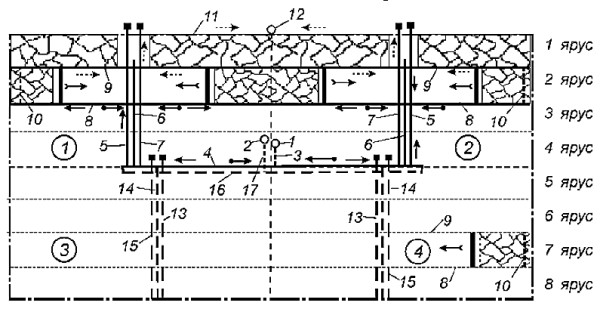 11 12
1 ярус
9 9 2 ярус
10 8 6 7 5 8 10 3 ярус
1 5 7 4 2 1 3 6 2 4 ярус
14 16 17 14 5 ярус
13 13 6 ярус
3 15 9 4 7 ярус
8 10
15 8 ярус